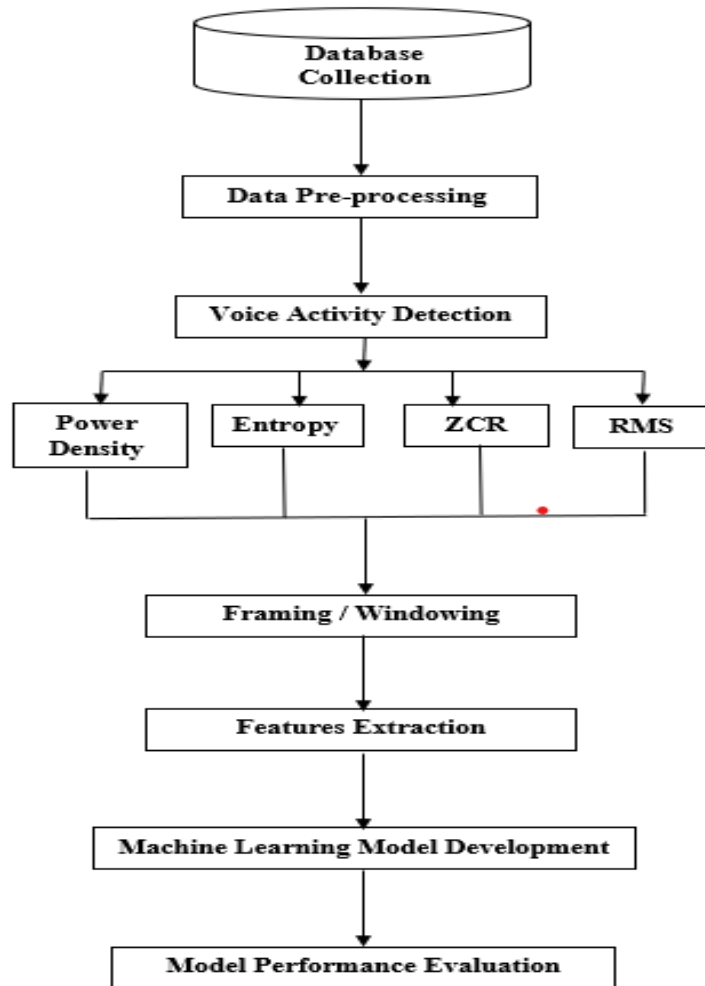 Database
Collection
Data Pre-processing
Voice Activity Detection
Power
Density
Entropy
ZCR
RMS
Framing / Windowing
Features Extraction
Machine Learning Model Development
Model Performance Evaluation